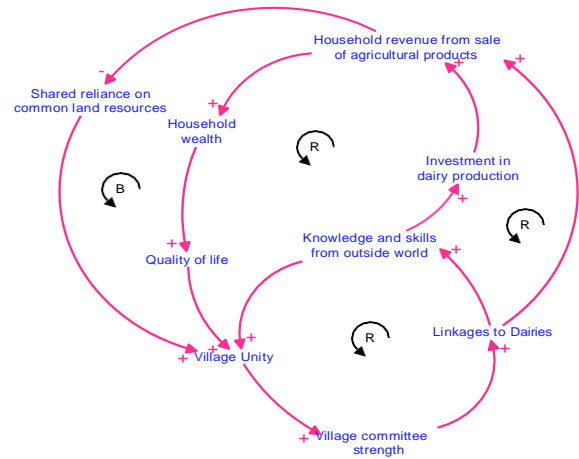 Household revenue from sale
of agricultural products
+
+
-
Shared reliance on
common land resources
+
Household
wealth
R
Investment in
dairy production
B
+
R
+
Quality of life
Knowledge and skills
from outside world
+
+
R
Linkages to Dairies
+
+
+
Village Unity
+
Village committee
strength